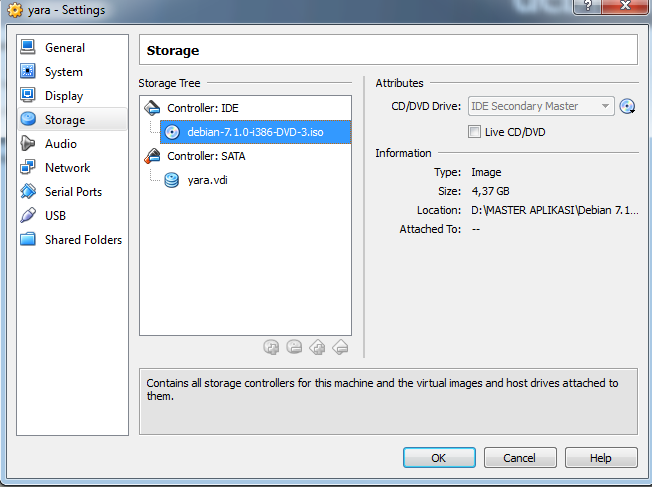 yara - Settings
?
General
System
Display
Storage
Audio
Network
Serial Ports
USB
Shared Folders
Storage
Storage Tree
Controller: IDE
debian-7.1.0-i386-DVD-3.iso
Controller: SATA
yara.vdi
Attributes
CD/DVD Drive: IDE Secondary Master
Live CD/DVD
Information
Type: Image
Size: 4,37 GB
Location: D:\MASTER APLIKASI\Debian 7.1...
Attached To: --
Contains all storage controllers for this machine and the virtual images and host drives attached to
them.
OK Cancel Help